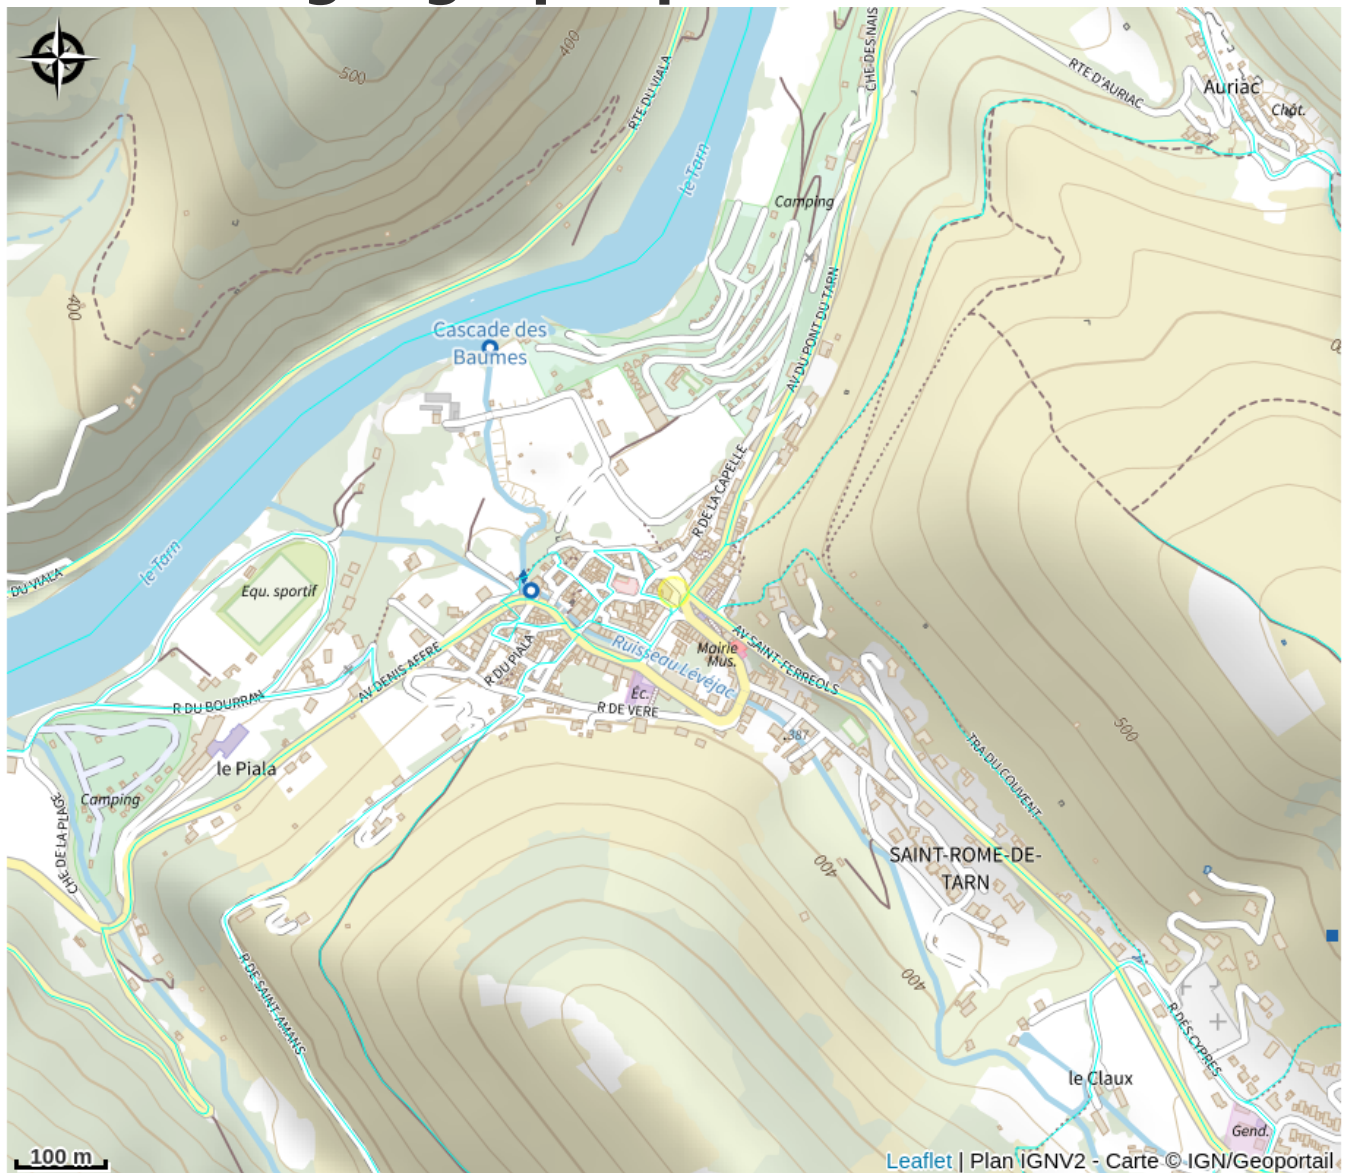 400
500
RTE DU VIALA
CHE DES NAIS
RTE D'AURIAC
Auriac
Chât.
le Tarn
Camping
400
Cascade des
Baumes
AV DU PONT DU TARN
R DE LA CAPELLE
le Tarn
DU VIALA
Equ. sportif
AV DENIS AFFRE
R DU PIALA
Ruisseau Lévéjac
Mairie
Mus.
AV SAINT-FERREOLS
Éc.
R DE VERE
R DU BOURRAN
387
500
le Piala
TRA DU COUVENT
Camping
CHE DE LA PLAGE
SAINT-ROME-DE-
TARN
400
400
R DE SAINT-AMANS
R DES CYPRES
le Claux
Gend.
100 m
Leaflet | Plan IGNV2 - Carte © IGN/Geoportail